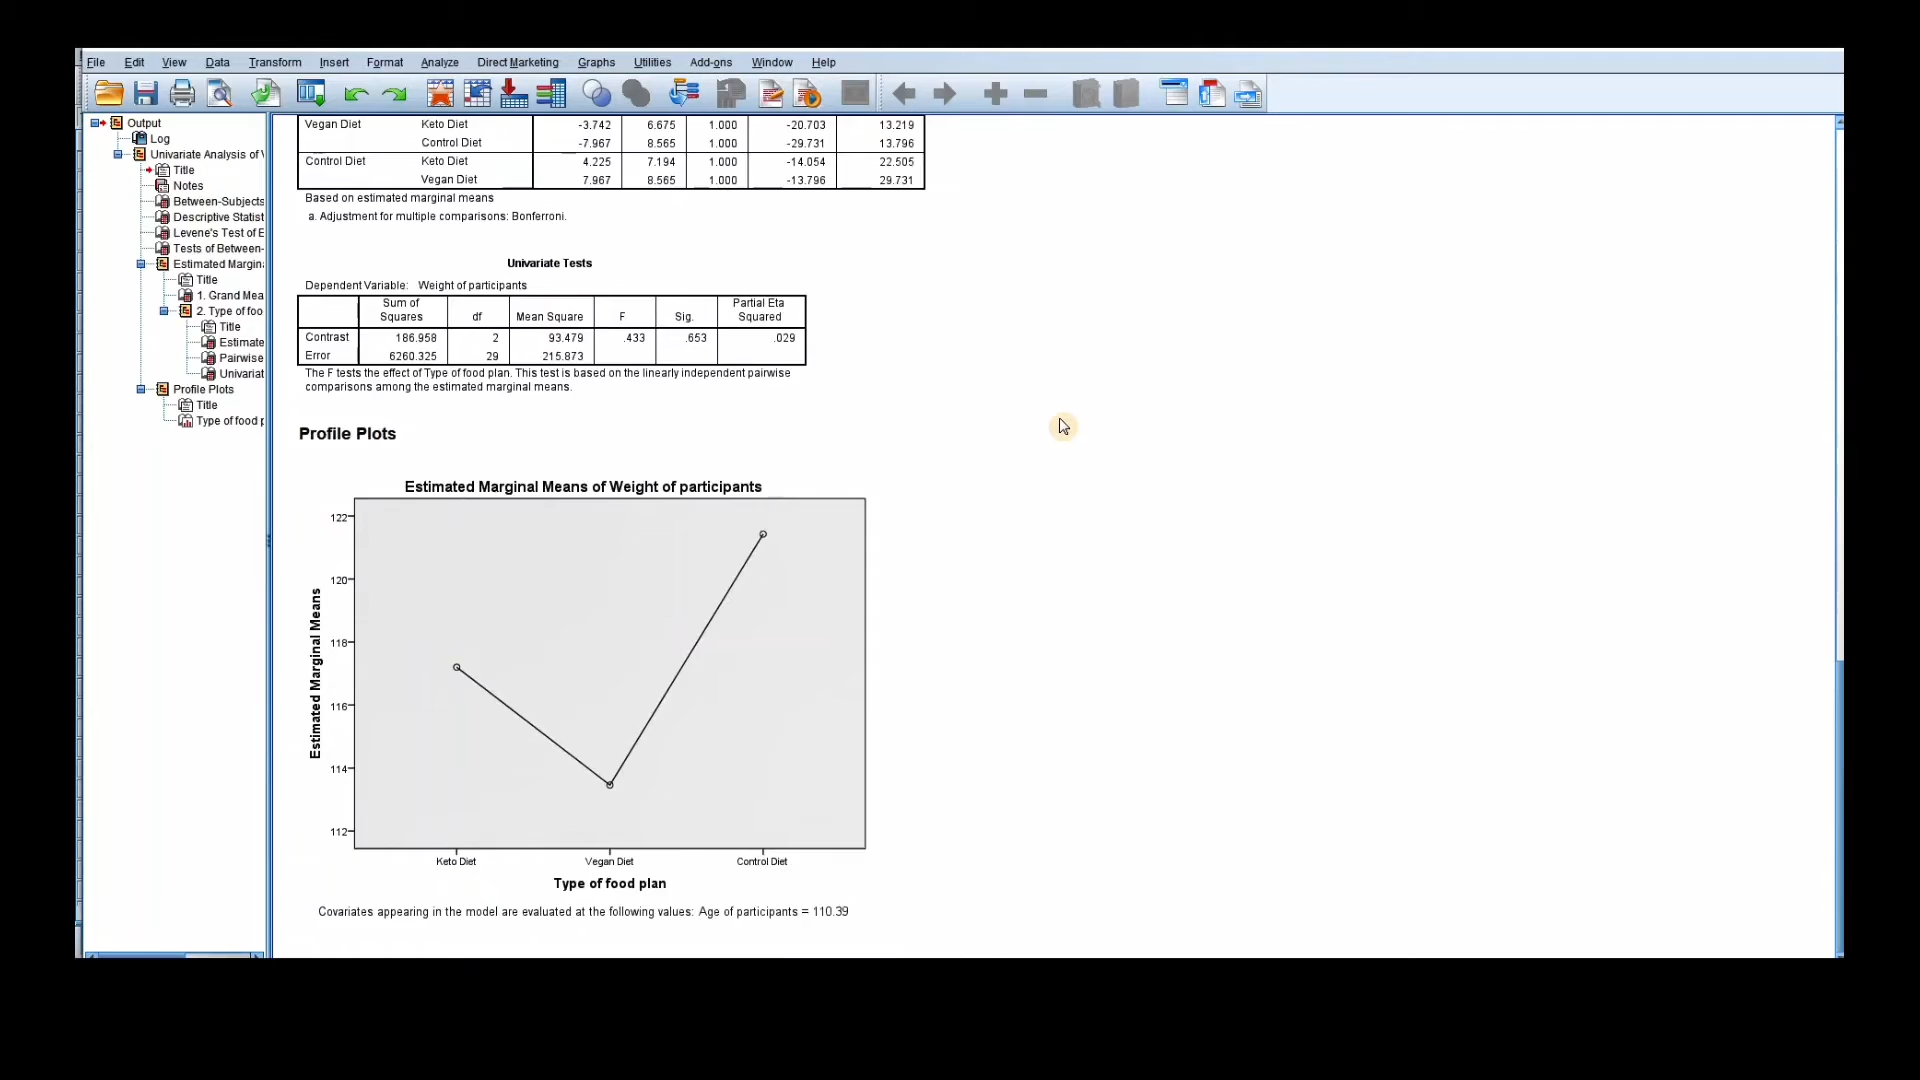 File Edit View Data Transform Insert Format Analyze Direct Marketing Graphs Utilities Add-ons Window Help
Output
Log
Univariate Analysis of
Title
Notes
Between-Subjects
Descriptive Statist
Levene's Test of E
Tests of Between-
Estimated Margin
Title
1. Grand Mea
2. Type of foo
Title
Estimate
Pairwise
Univariat
Profile Plots
Title
Type of food
Vegan Diet Keto Diet -3.742 6.675 1.000 -20.703 13.219
Control Diet -7.967 8.565 1.000 -29.731 13.796
Control Diet Keto Diet 4.225 7.194 1.000 -14.054 22.505
Vegan Diet 7.967 8.565 1.000 -13.796 29.731
Based on estimated marginal means
a. Adjustment for multiple comparisons: Bonferroni.
Univariate Tests
Dependent Variable: Weight of participants
Sum of Squares df Mean Square F Sig. Partial Eta Squared
Contrast 186.958 2 93.479 .433 .653 .029
Error 6260.325 29 215.873
The F tests the effect of Type of food plan. This test is based on the linearly independent pairwise
comparisons among the estimated marginal means.
Profile Plots
Estimated Marginal Means of Weight of participants
Estimated Marginal Means
122
120
118
116
114
112
Keto Diet Vegan Diet Control Diet
Type of food plan
Covariates appearing in the model are evaluated at the following values: Age of participants = 110.39